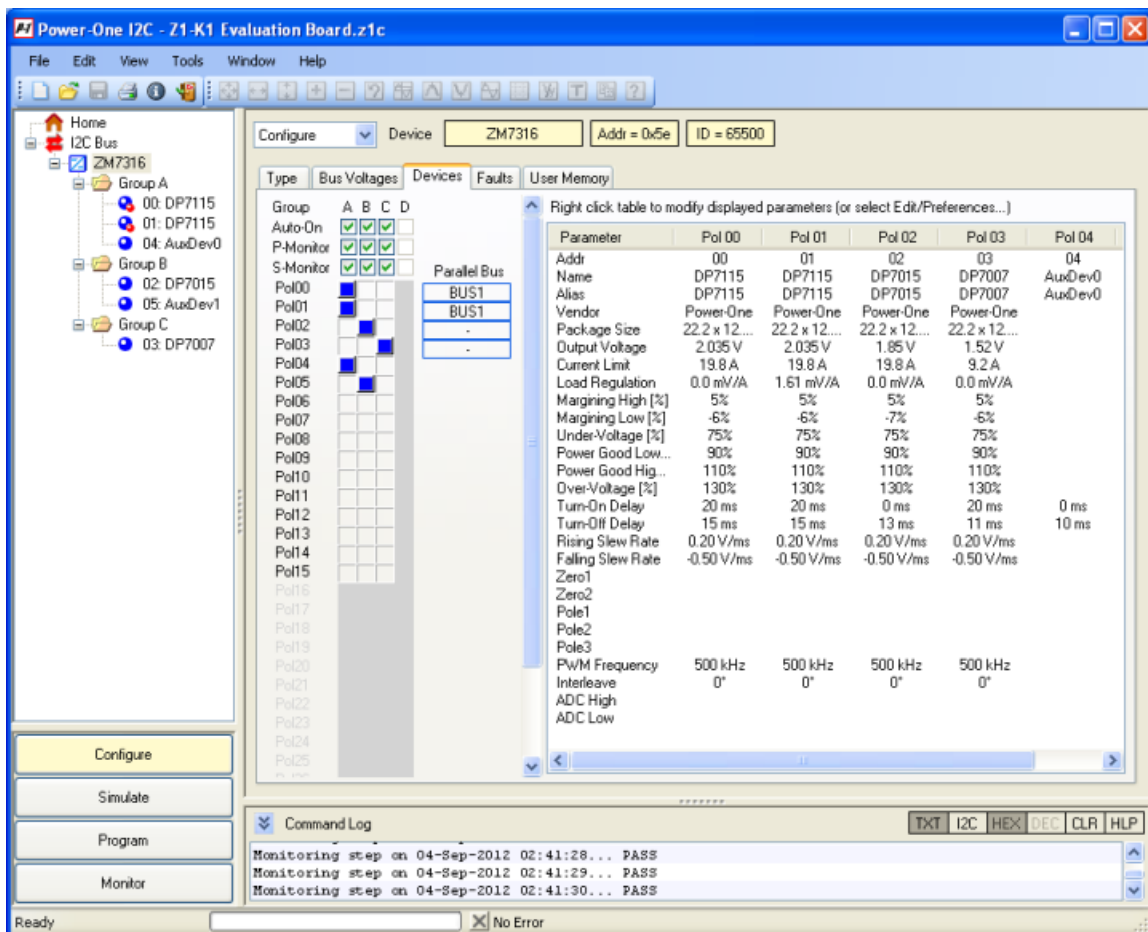 Power-One I2C - Z1-K1 Evaluation Board.z1c
File Edit View Tools Window Help
Home
I2C Bus
ZM7316
Group A
00: DP7115
01: DP7115
04: AuxDev0
Group B
02: DP7015
05: AuxDev1
Group C
03: DP7007
Configure
Simulate
Program
Monitor
Configure Device ZM7316 Addr = 0x5e ID = 65500
Type Bus Voltages Devices Faults User Memory
Group A B C D
Auto-On
P-Monitor
S-Monitor Parallel Bus
Pol00 BUS1
Pol01 BUS1
Pol02 -
Pol03 -
Pol04
Pol05
Pol06
Pol07
Pol08
Pol09
Pol10
Pol11
Pol12
Pol13
Pol14
Pol15
Pol16
Pol17
Pol18
Pol19
Pol20
Pol21
Pol22
Pol23
Pol24
Pol25
Right click table to modify displayed parameters (or select Edit/Preferences...)
Parameter Pol 00 Pol 01 Pol 02 Pol 03 Pol 04
Addr 00 01 02 03 04
Name DP7115 DP7115 DP7015 DP7007 AuxDev0
Alias DP7115 DP7115 DP7015 DP7007 AuxDev0
Vendor Power-One Power-One Power-One Power-One
Package Size 22.2 x 12.... 22.2 x 12.... 22.2 x 12.... 22.2 x 12....
Output Voltage 2.035 V 2.035 V 1.85 V 1.52 V
Current Limit 19.8 A 19.8 A 19.8 A 9.2 A
Load Regulation 0.0 mV/A 1.61 mV/A 0.0 mV/A 0.0 mV/A
Margining High [%] 5% 5% 5% 5%
Margining Low [%] -6% -6% -7% -6%
Under-Voltage [%] 75% 75% 75% 75%
Power Good Low... 90% 90% 90% 90%
Power Good Hig... 110% 110% 110% 110%
Over-Voltage [%] 130% 130% 130% 130%
Turn-On Delay 20 ms 20 ms 0 ms 20 ms 0 ms
Turn-Off Delay 15 ms 15 ms 13 ms 11 ms 10 ms
Rising Slew Rate 0.20 V/ms 0.20 V/ms 0.20 V/ms 0.20 V/ms
Falling Slew Rate -0.50 V/ms -0.50 V/ms -0.50 V/ms -0.50 V/ms
Zero1
Zero2
Pole1
Pole2
Pole3
PWM Frequency 500 kHz 500 kHz 500 kHz 500 kHz
Interleave 0° 0° 0° 0°
ADC High
ADC Low
Command Log TXT I2C HEX DEC CLR HLP
Monitoring step on 04-Sep-2012 02:41:28... PASS
Monitoring step on 04-Sep-2012 02:41:29... PASS
Monitoring step on 04-Sep-2012 02:41:30... PASS
Ready No Error